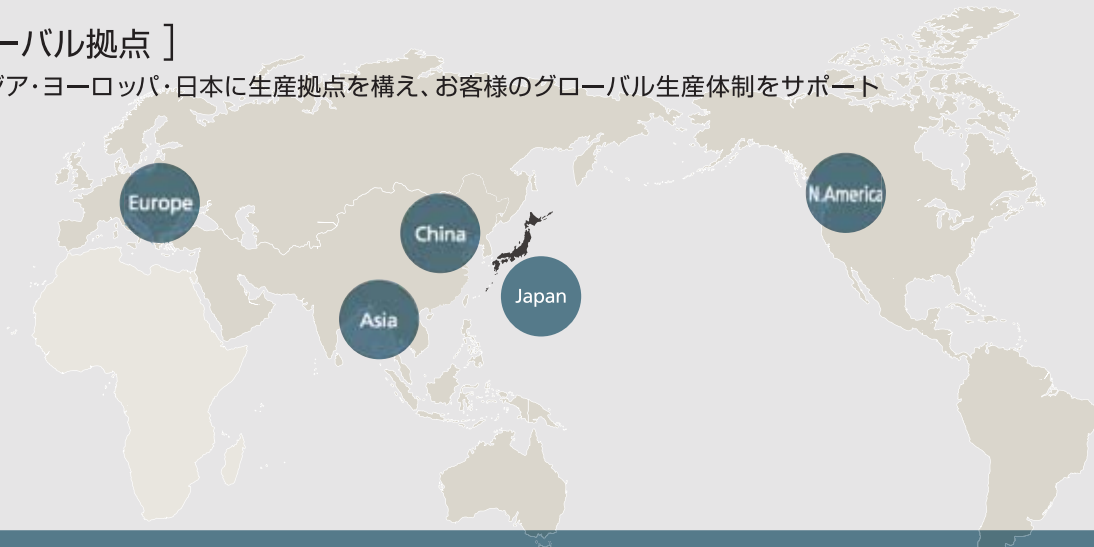 ーバル拠点 ]
ジア・ヨーロッパ・日本に生産拠点を構え、お客様のグローバル生産体制をサポート
Europe
China
N.America
Japan
Asia